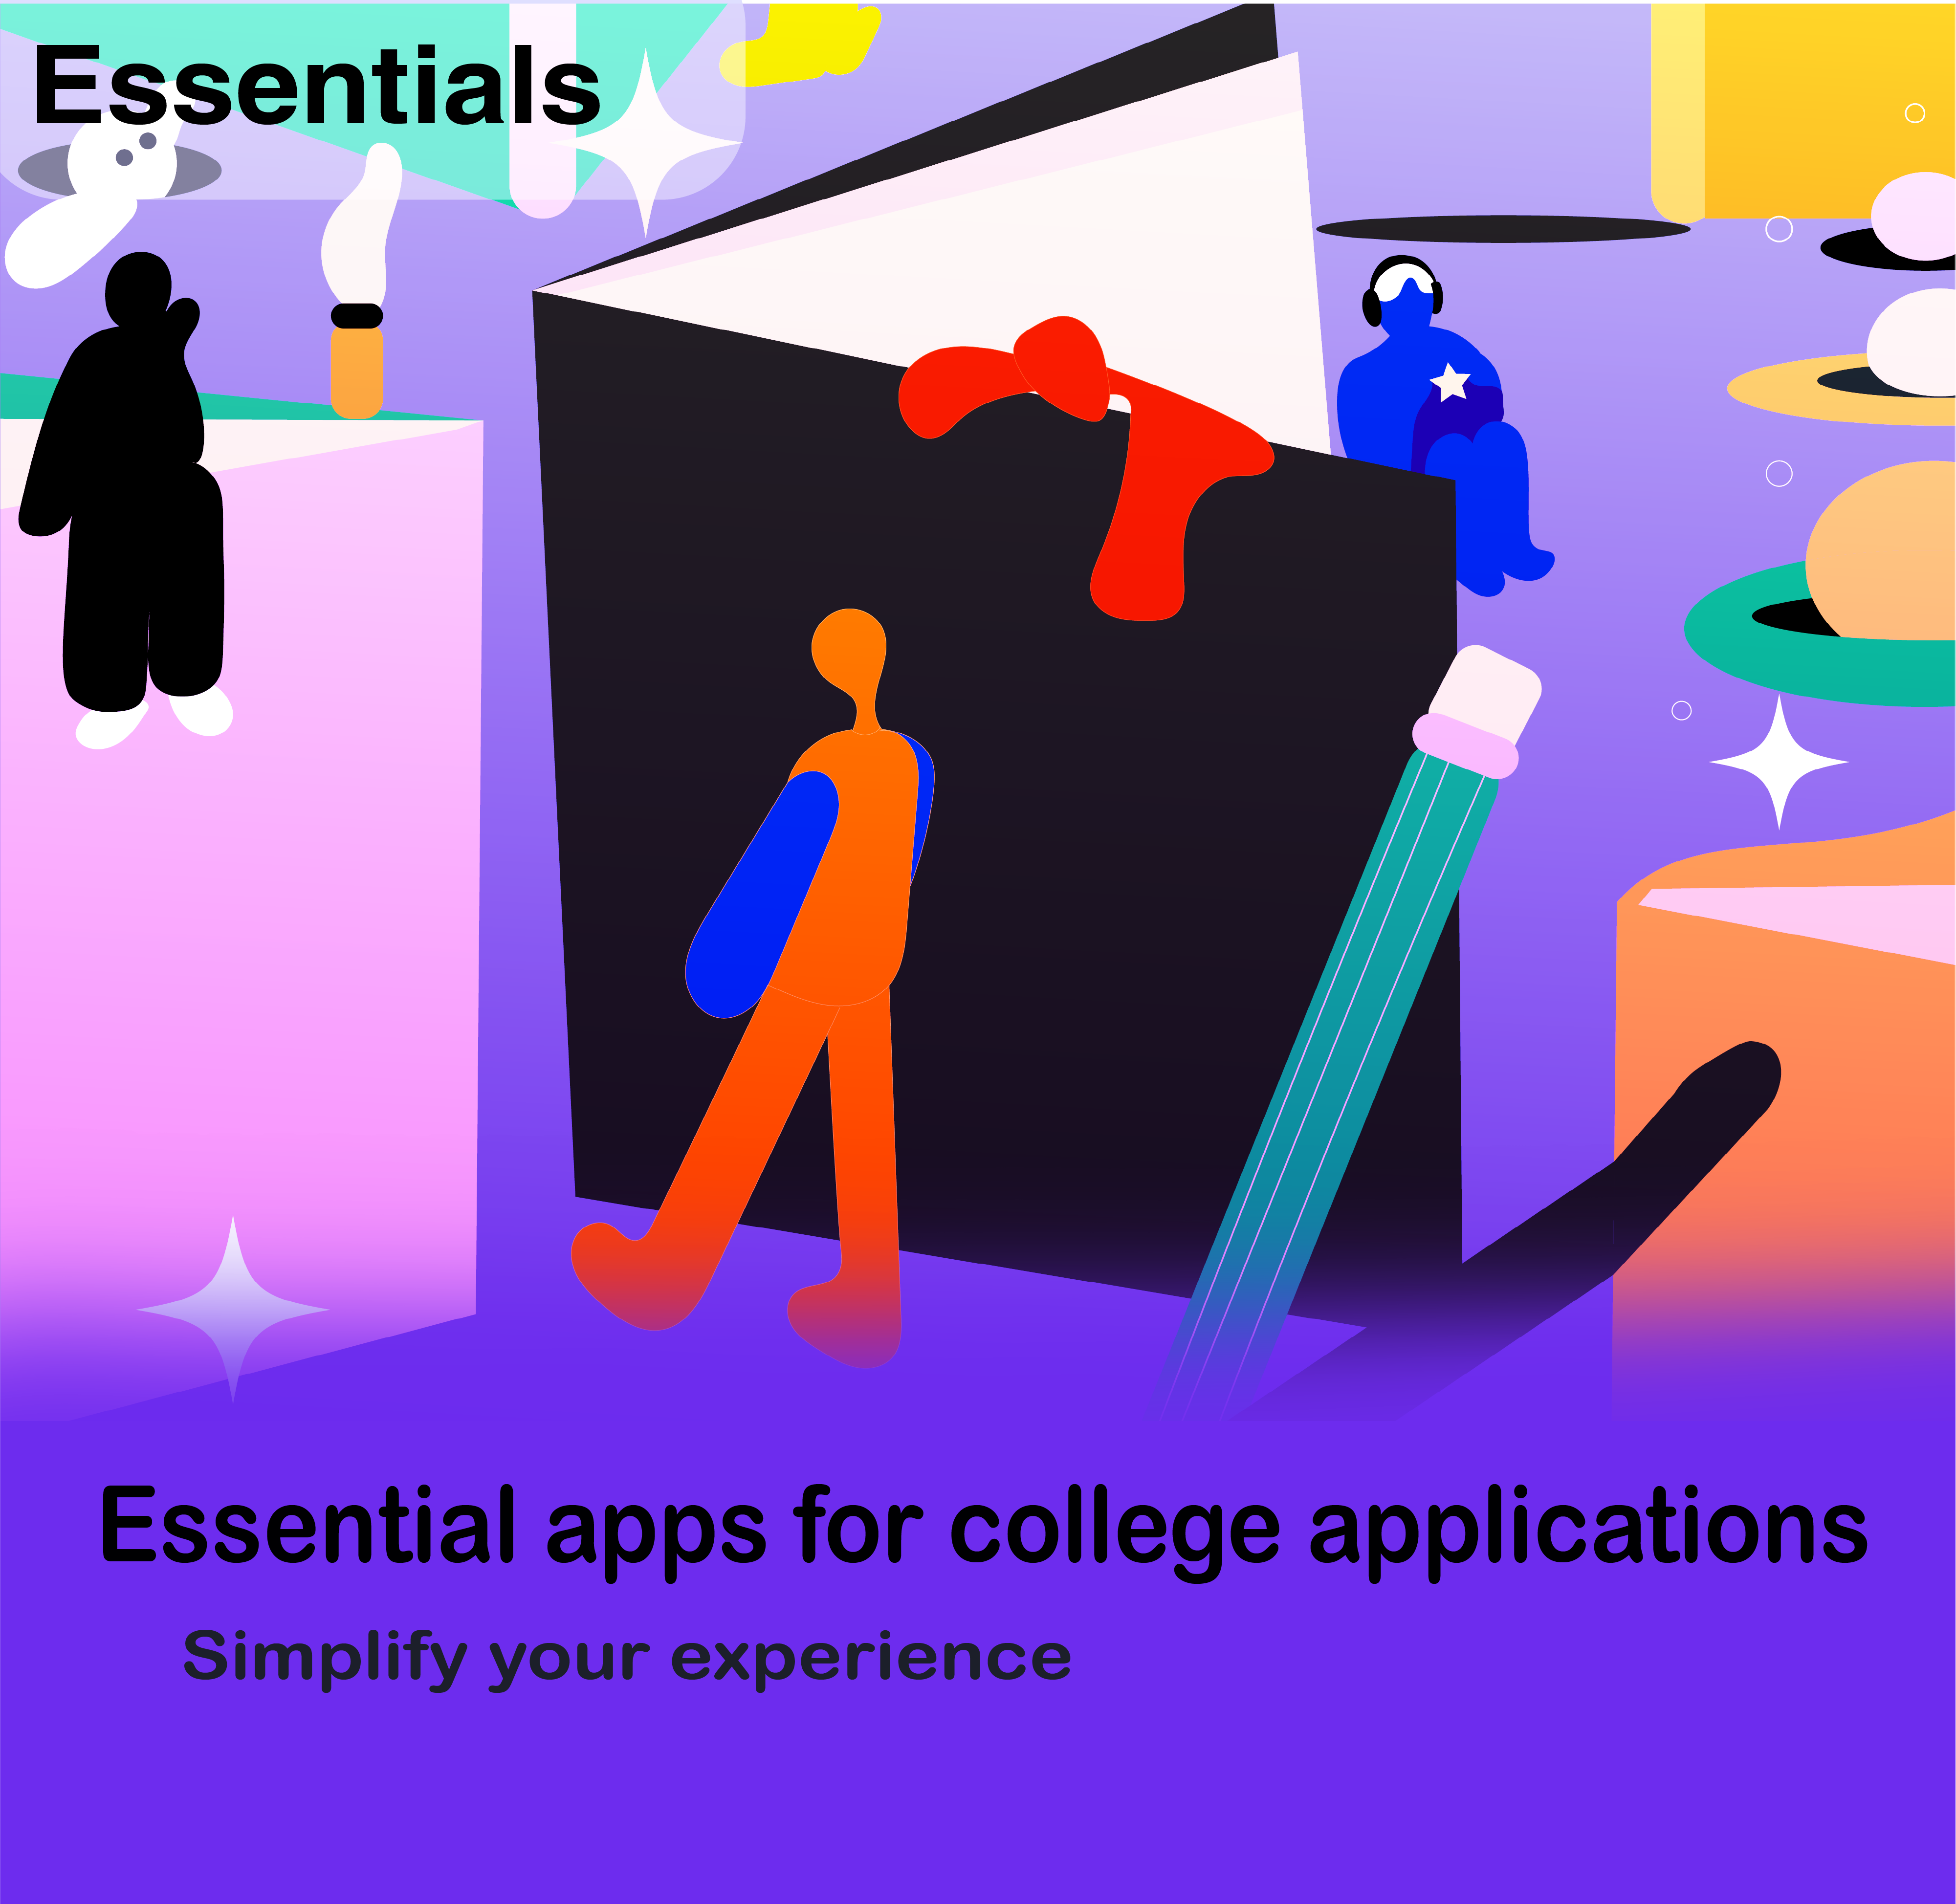 Essentials
Essential apps for college applications
Simplify your experience